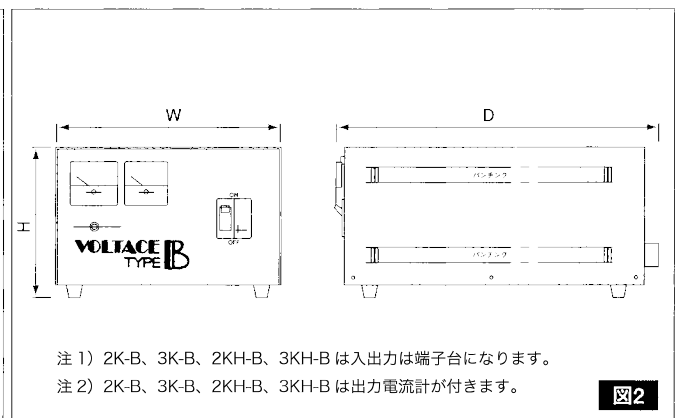 W
D
H
ON
OFF
VOLTACE
TYPE B
パンチング
パンチング
注1）2K-B、3K-B、2KH-B、3KH-Bは入出力は端子台になります。
注2）2K-B、3K-B、2KH-B、3KH-Bは出力電流計が付きます。
図2